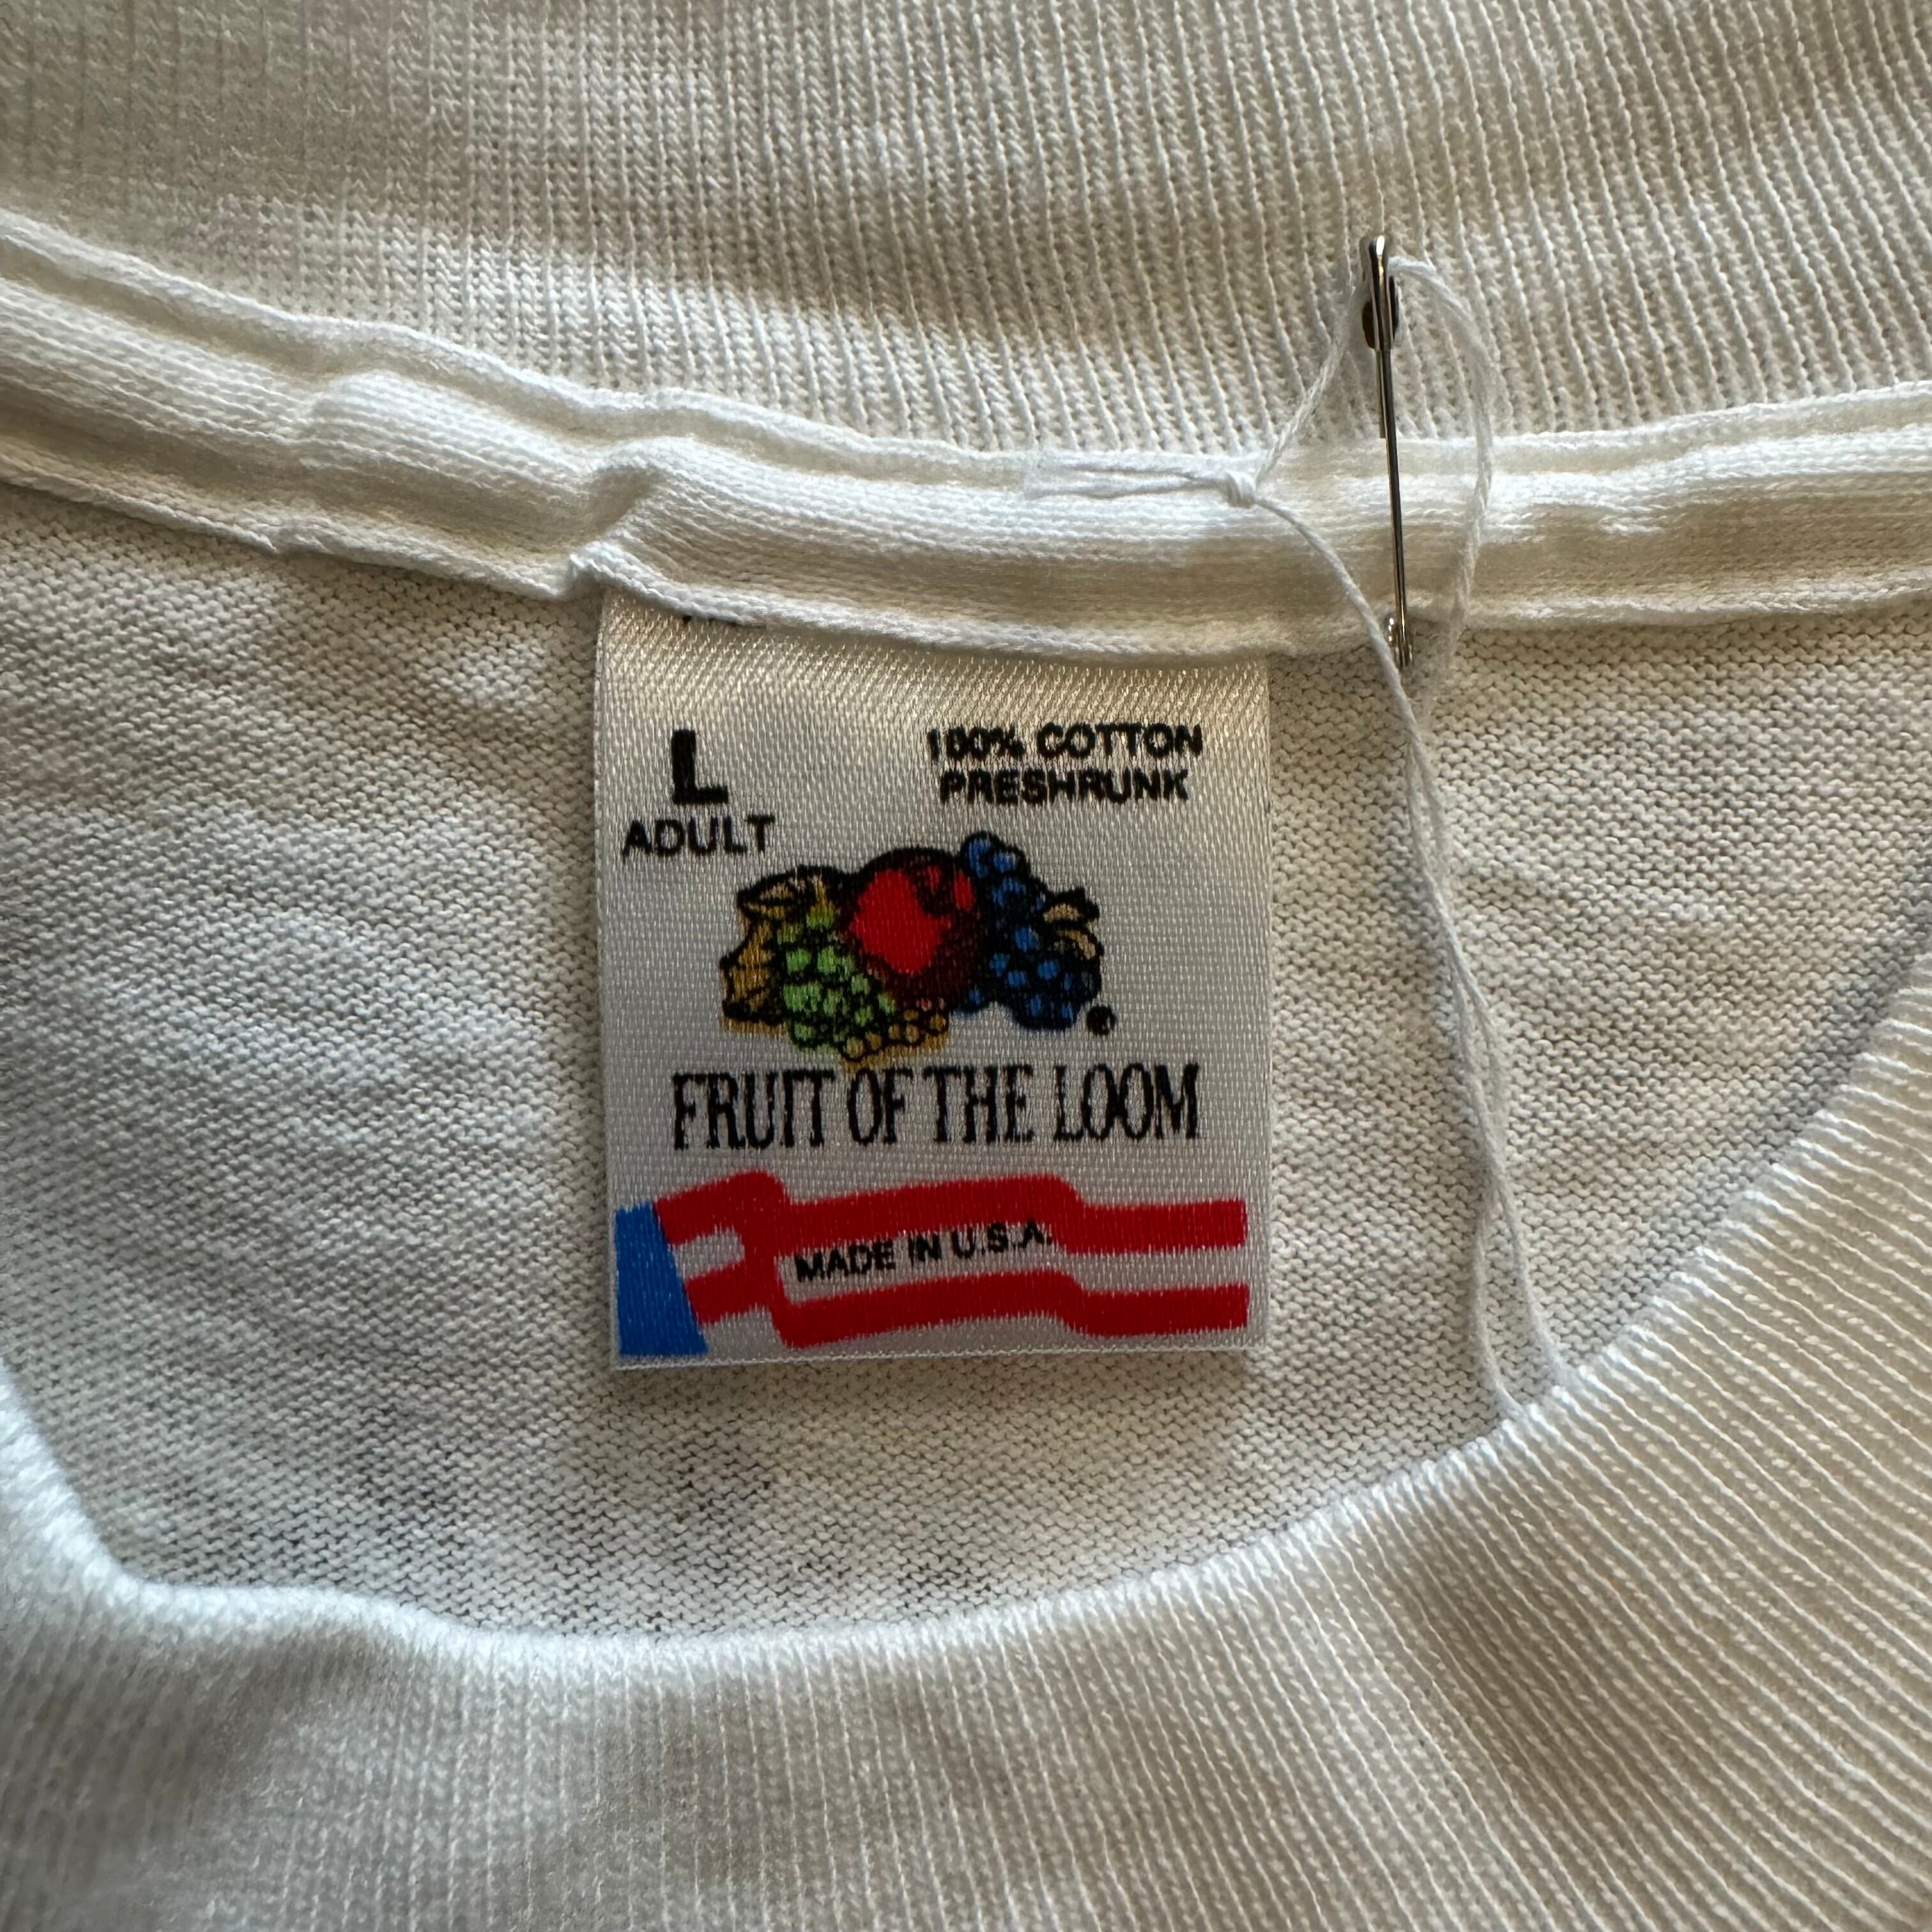 L
ADULT
100% COTTON
PRESHRUNK
®
FRUIT OF THE LOOM
MADE IN U.S.A.